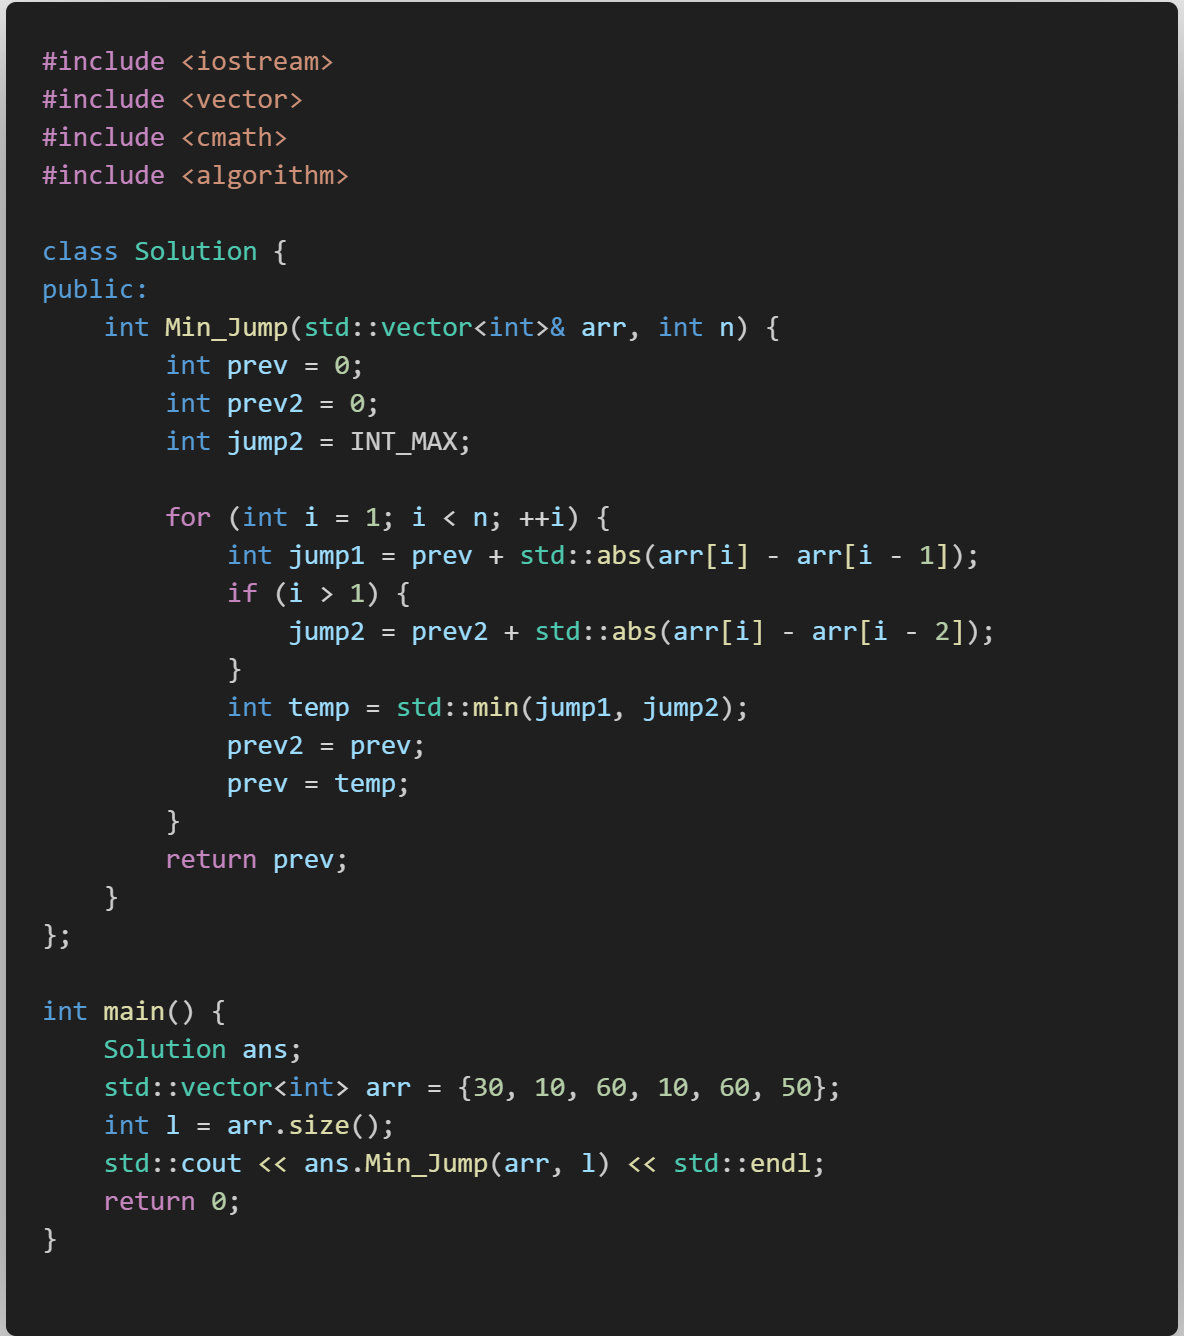 #include <iostream>
#include <vector>
#include <cmath>
#include <algorithm>

class Solution {
public:
    int Min_Jump(std::vector<int>& arr, int n) {
        int prev = 0;
        int prev2 = 0;
        int jump2 = INT_MAX;

        for (int i = 1; i < n; ++i) {
            int jump1 = prev + std::abs(arr[i] - arr[i - 1]);
            if (i > 1) {
                jump2 = prev2 + std::abs(arr[i] - arr[i - 2]);
            }
            int temp = std::min(jump1, jump2);
            prev2 = prev;
            prev = temp;
        }
        return prev;
    }
};

int main() {
    Solution ans;
    std::vector<int> arr = {30, 10, 60, 10, 60, 50};
    int l = arr.size();
    std::cout << ans.Min_Jump(arr, l) << std::endl;
    return 0;
}